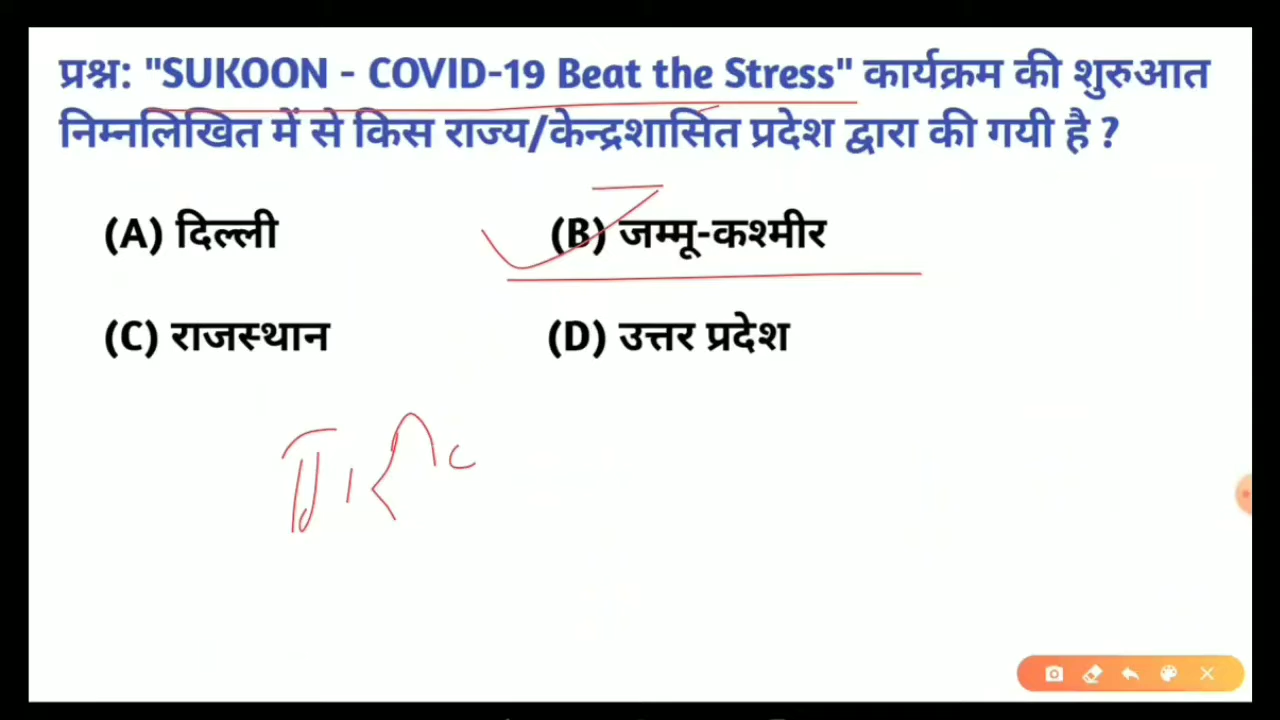 प्रश्न: "SUKOON - COVID-19 Beat the Stress" कार्यक्रम की शुरुआत
निम्नलिखित में से किस राज्य/केन्द्रशासित प्रदेश द्वारा की गयी है ?
(A) दिल्ली (B) जम्मू-कश्मीर
(C) राजस्थान (D) उत्तर प्रदेश